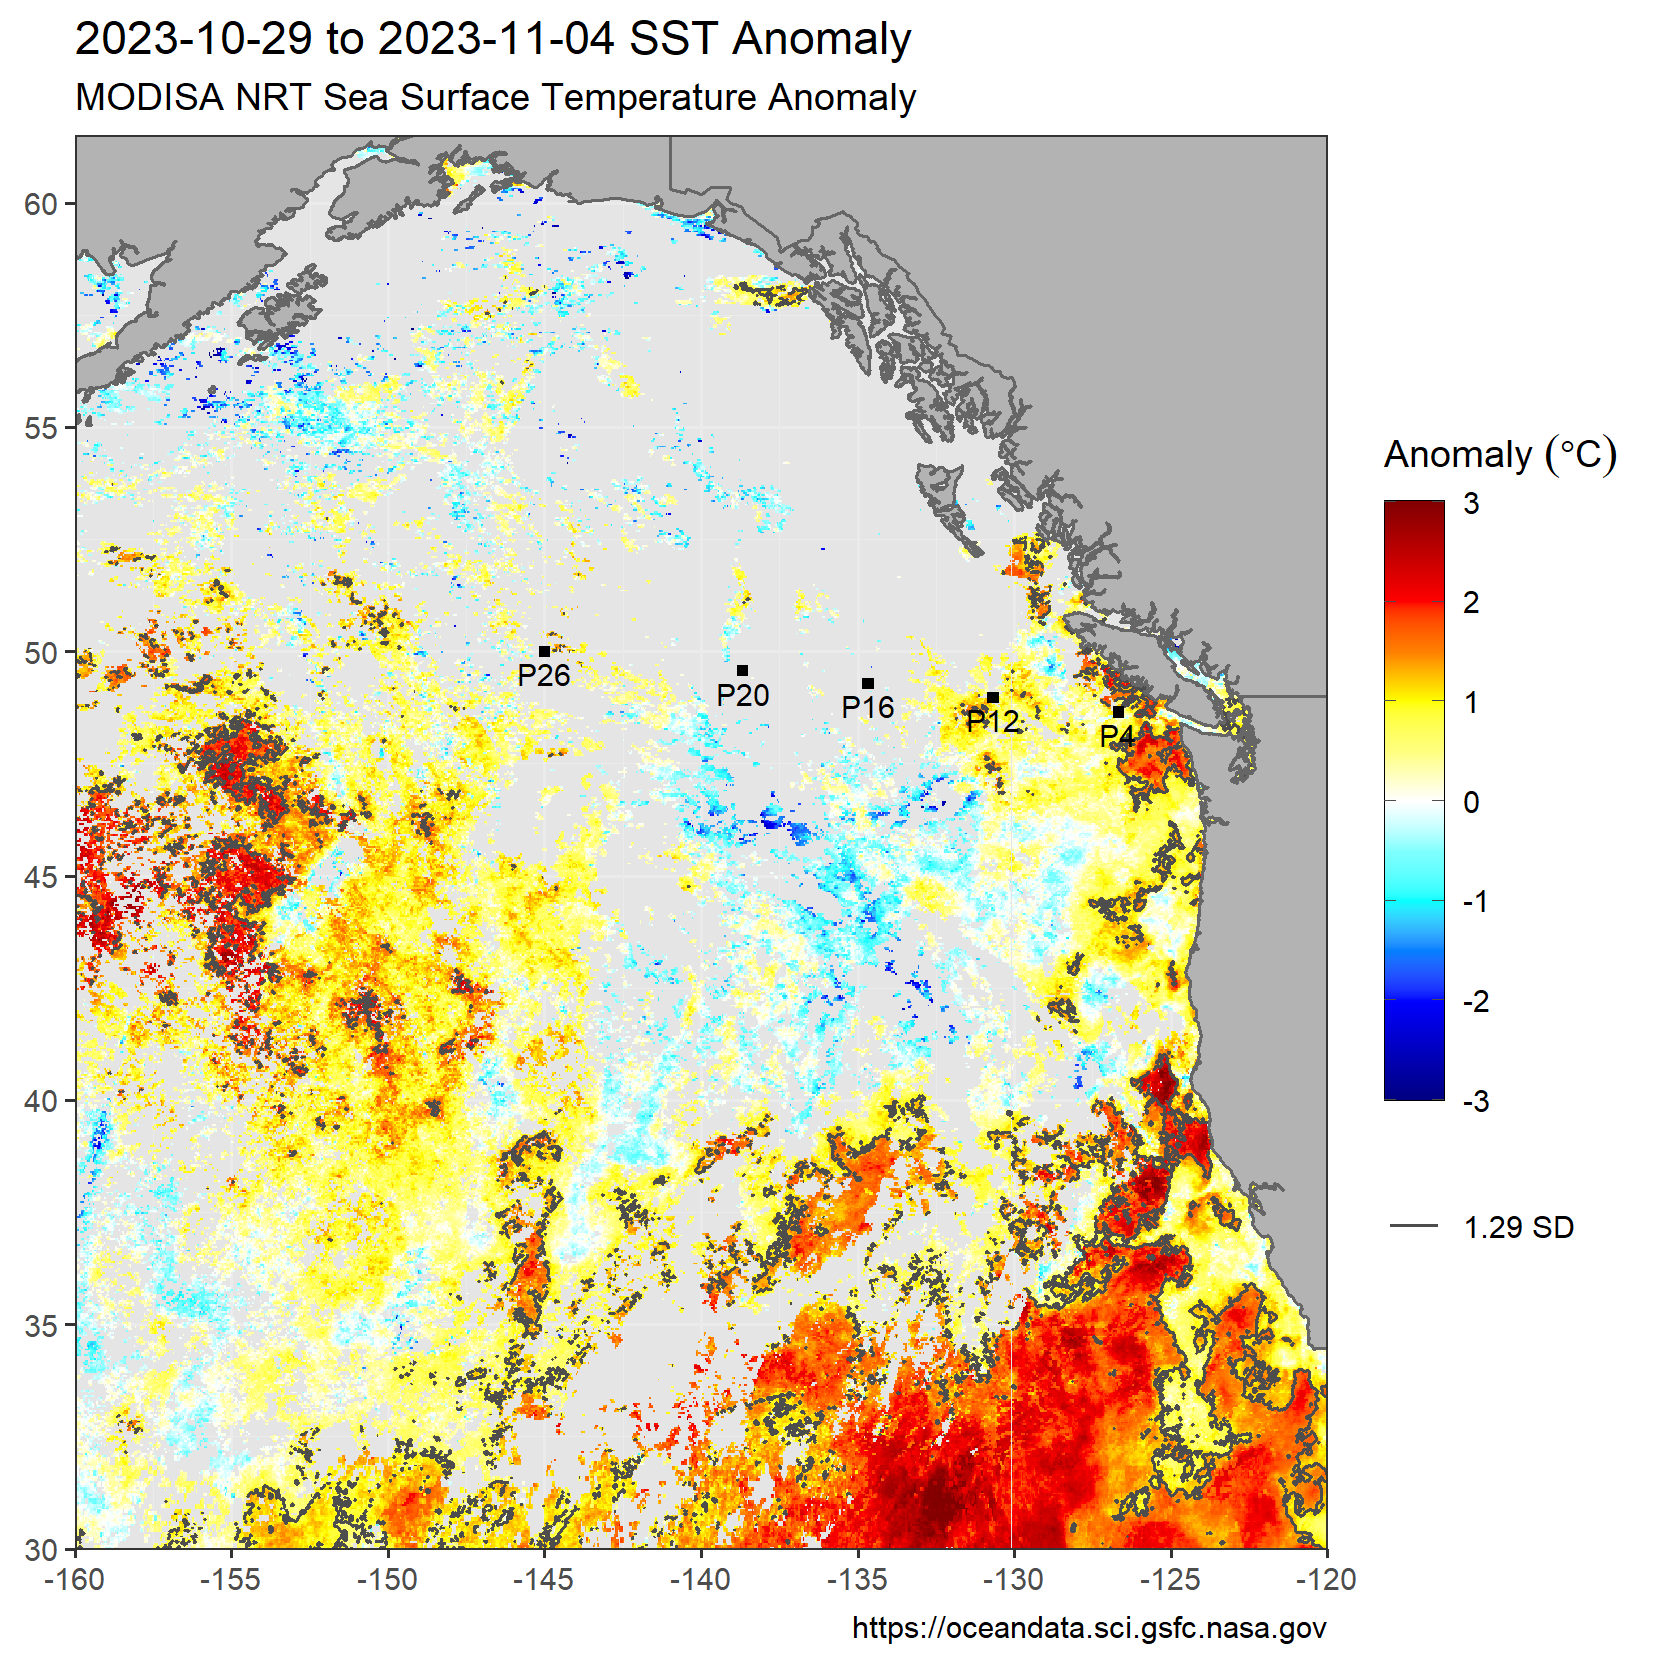 2023-10-29 to 2023-11-04 SST Anomaly
MODISA NRT Sea Surface Temperature Anomaly
60
55
50
45
40
35
30
-160
-155
-150
-145
-140
-135
-130
-125
-120
P26
P20
P16
P12
P4
Anomaly (°C)
3
2
1
0
-1
-2
-3
1.29 SD
https://oceandata.sci.gsfc.nasa.gov